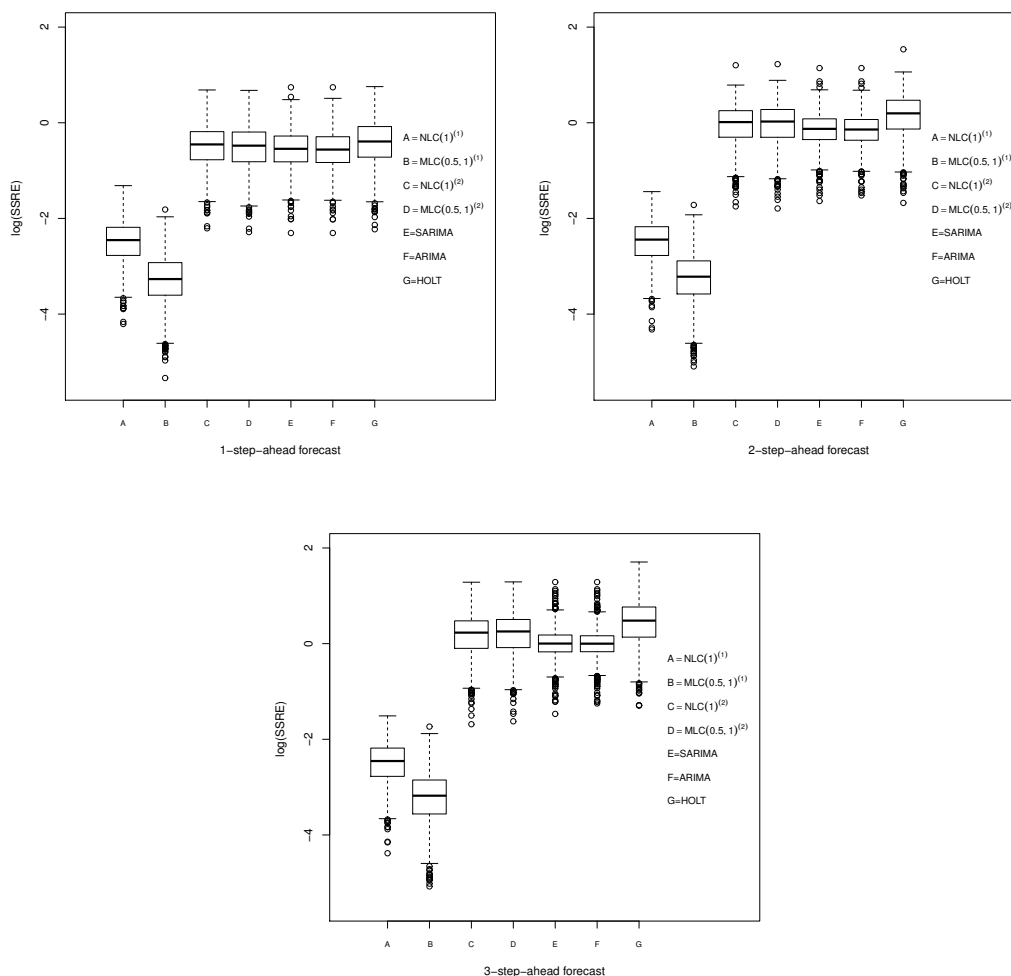 2
0
−2
−4
log(SSRE)
A = NLC(1)⁽¹⁾
B = MLC(0.5, 1)⁽¹⁾
C = NLC(1)⁽²⁾
D = MLC(0.5, 1)⁽²⁾
E=SARIMA
F=ARIMA
G=HOLT
A B C D E F G
1−step−ahead forecast
2
0
−2
−4
log(SSRE)
A = NLC(1)⁽¹⁾
B = MLC(0.5, 1)⁽¹⁾
C = NLC(1)⁽²⁾
D = MLC(0.5, 1)⁽²⁾
E=SARIMA
F=ARIMA
G=HOLT
A B C D E F G
2−step−ahead forecast
2
0
−2
−4
log(SSRE)
A = NLC(1)⁽¹⁾
B = MLC(0.5, 1)⁽¹⁾
C = NLC(1)⁽²⁾
D = MLC(0.5, 1)⁽²⁾
E=SARIMA
F=ARIMA
G=HOLT
A B C D E F G
3−step−ahead forecast